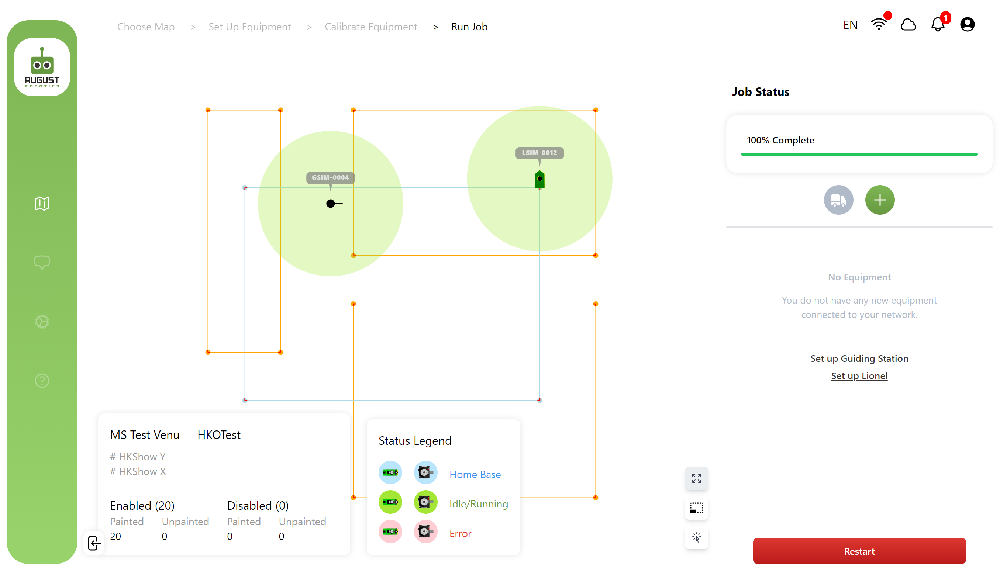 Choose Map > Set Up Equipment > Calibrate Equipment > Run Job
EN
1
AUGUST
ROBOTICS
Job Status
100% Complete
LSIM-0012
GSIM-0004
No Equipment
You do not have any new equipment
connected to your network.
Set up Guiding Station
Set up Lionel
MS Test Venu HKOTest
# HKShow Y
# HKShow X
Enabled (20) Disabled (0)
Painted Unpainted Painted Unpainted
20 0 0 0
Status Legend
Home Base
Idle/Running
Error
Restart